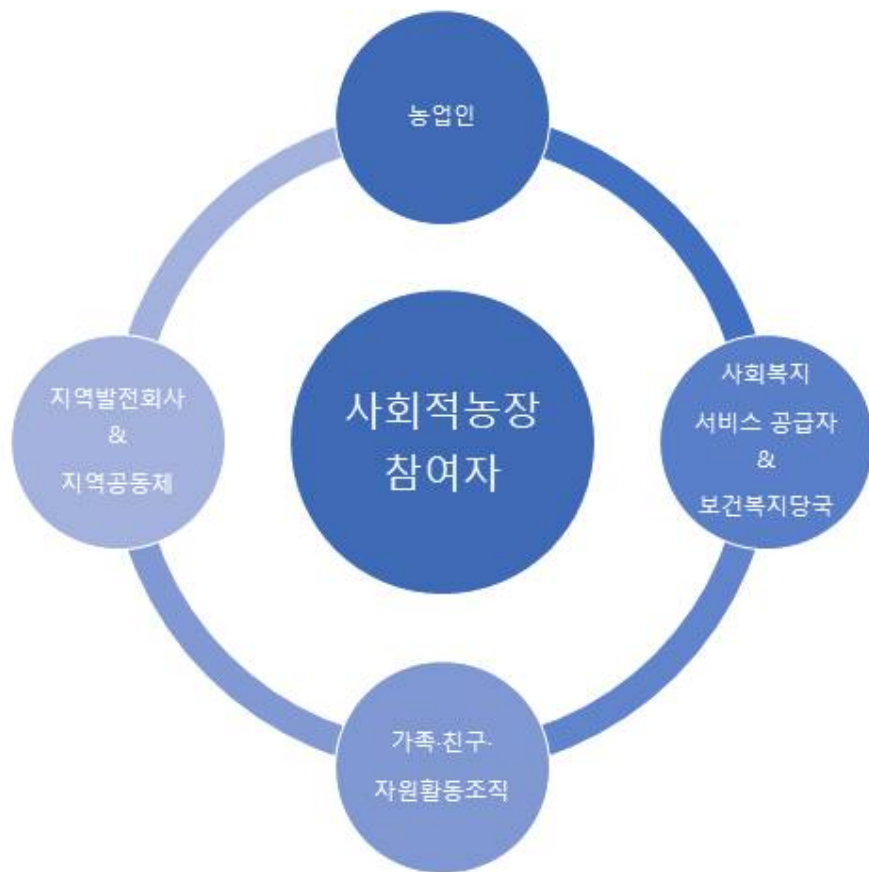 농업인
사회적농장
참여자
사회복지
서비스 공급자
&
보건복지당국
가족·친구·
자원활동조직
지역발전회사
&
지역공동체